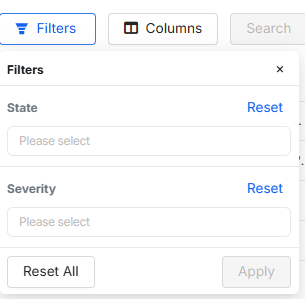 Filters Columns Search
Filters ×
State Reset
Please select
Severity Reset
Please select
Reset All Apply